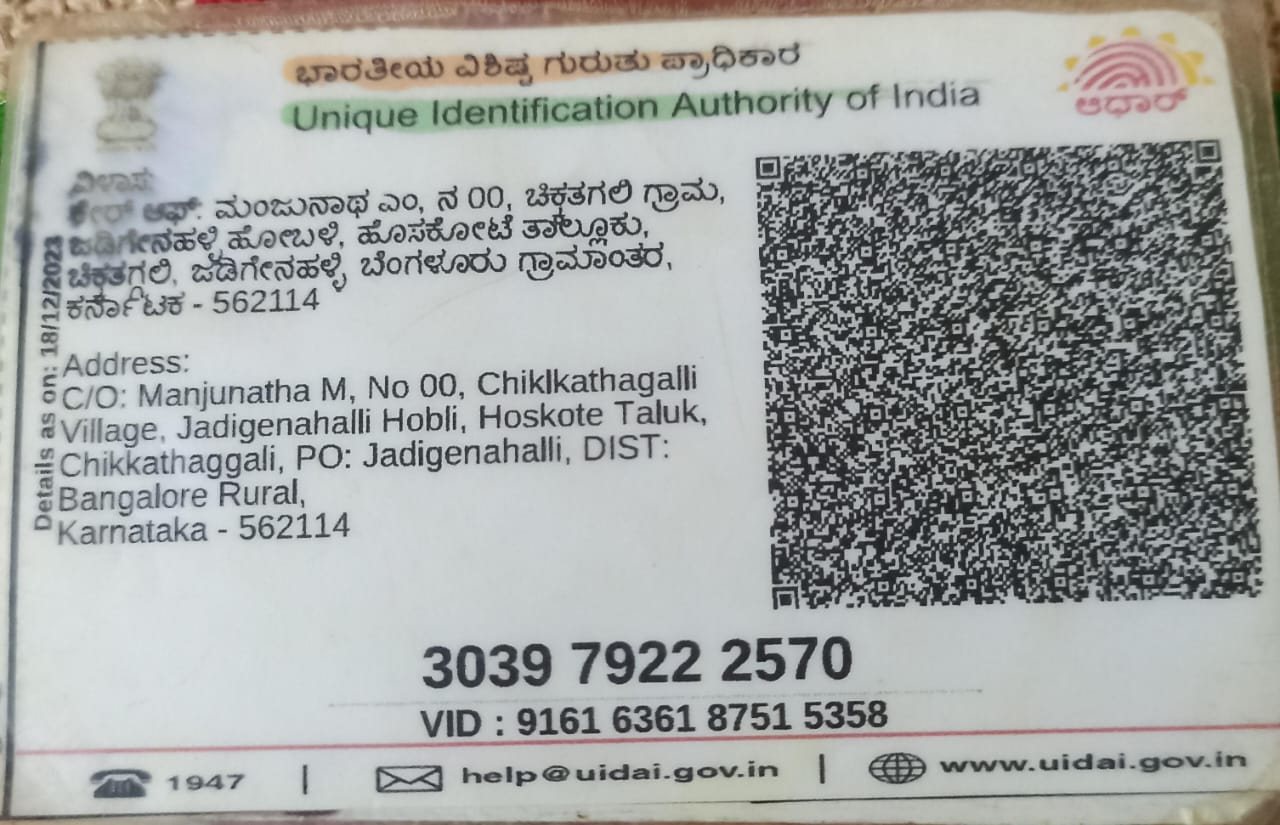 ಭಾರತೀಯ ವಿಶಿಷ್ಟ ಗುರುತು ಪ್ರಾಧಿಕಾರ
Unique Identification Authority of India
ಆಧಾರ್
ವಿಳಾಸ:
ಕೇರ್ ಆಫ್: ಮಂಜುನಾಥ ಎಂ, ನ 00, ಚಿಕ್ಕತಗಲಿ ಗ್ರಾಮ,
ಜಡಿಗೇನಹಳ್ಳಿ ಹೋಬಳಿ, ಹೊಸಕೋಟೆ ತಾಲ್ಲೂಕು,
ಚಿಕ್ಕತಗ್ಗಲಿ, ಜಡಿಗೇನಹಳ್ಳಿ, ಬೆಂಗಳೂರು ಗ್ರಾಮಾಂತರ,
ಕರ್ನಾಟಕ - 562114
Details as on: 18/12/2023
Address:
C/O: Manjunatha M, No 00, Chiklkathagalli
Village, Jadigenahalli Hobli, Hoskote Taluk,
Chikkathaggali, PO: Jadigenahalli, DIST:
Bangalore Rural,
Karnataka - 562114
3039 7922 2570
VID : 9161 6361 8751 5358
1947 | help@uidai.gov.in | www.uidai.gov.in